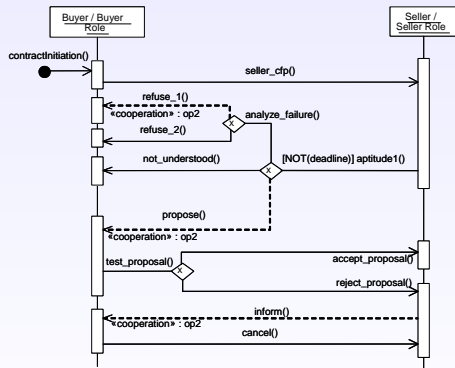 Buyer / Buyer
Role
Seller /
Seller Role
contractInitiation()
seller_cfp()
refuse_1()
«cooperation» : op2
x
analyze_failure()
refuse_2()
not_understood()
x
[NOT(deadline)] aptitude1()
propose()
«cooperation» : op2
test_proposal()
x
accept_proposal()
reject_proposal()
inform()
«cooperation» : op2
cancel()